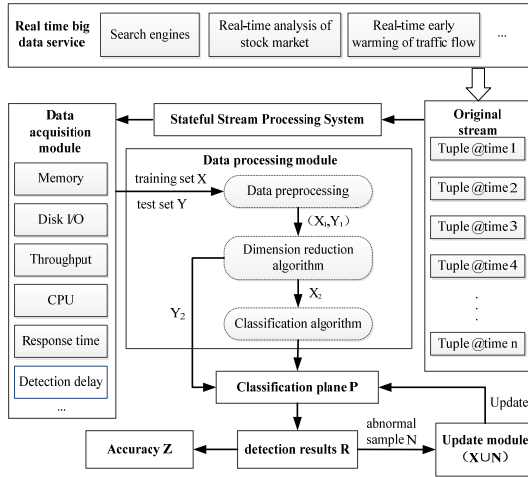 Real time big
data service
Search engines
Real-time analysis of
stock market
Real-time early
warming of traffic flow
...
Data
acquisition
module
Memory
Disk I/O
Throughput
CPU
Response time
Detection delay
...
Stateful Stream Processing System
Original
stream
Tuple @time 1
Tuple @time 2
Tuple @time 3
Tuple @time 4
.
.
.
Tuple @time n
Data processing module
training set X
test set Y
Data preprocessing
(X₁,Y₁)
Dimension reduction
algorithm
X₂
Y₂
Classification algorithm
Classification plane P
Update
Accuracy Z
detection results R
abnormal
sample N
Update module
(X∪N)